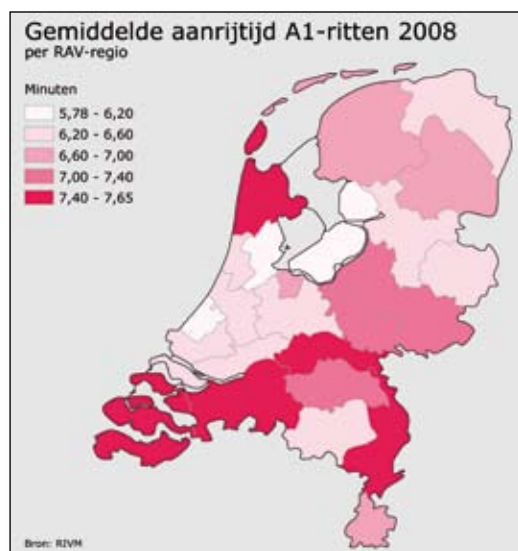 Gemiddelde aanrijtijd A1-ritten 2008
per RAV-regio
Minuten
5,78 - 6,20
6,20 - 6,60
6,60 - 7,00
7,00 - 7,40
7,40 - 7,65
Bron: RIVM